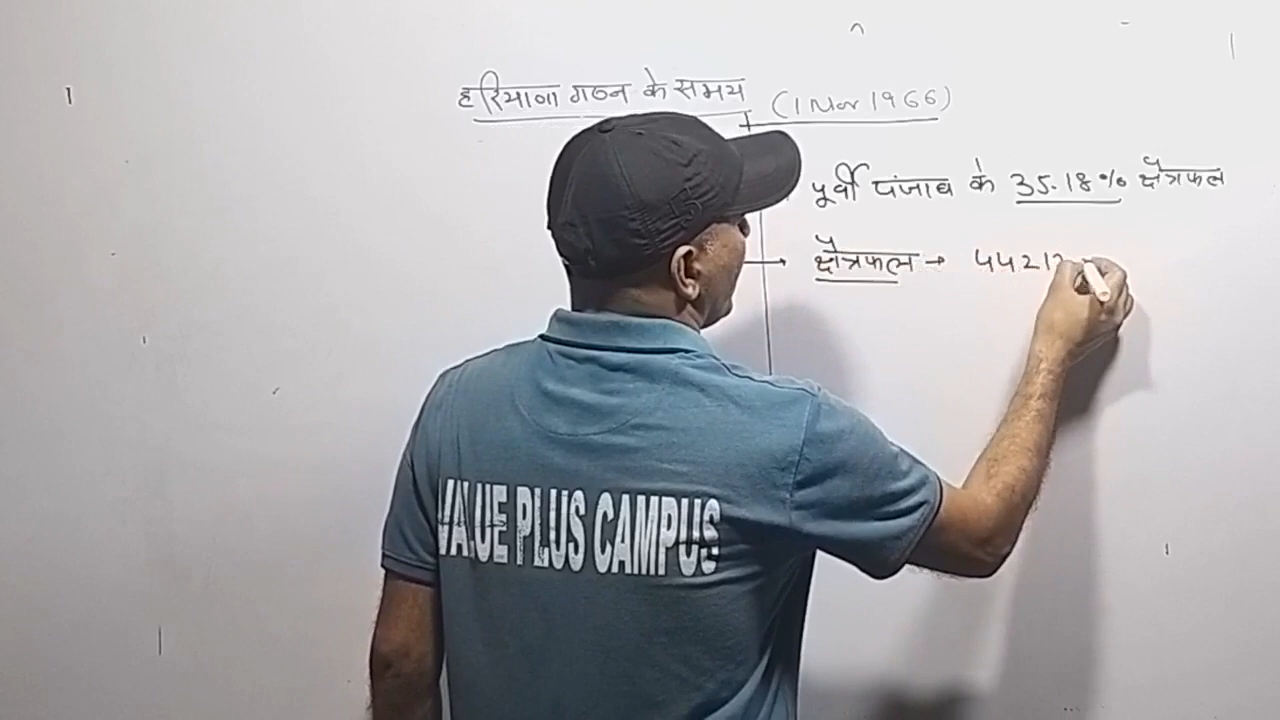 हरियाणा गठन के समय (1 Nov 1966)
पूर्वी पंजाब के 35.18% क्षेत्रफल
क्षेत्रफल → 44212
VALUE PLUS CAMPUS